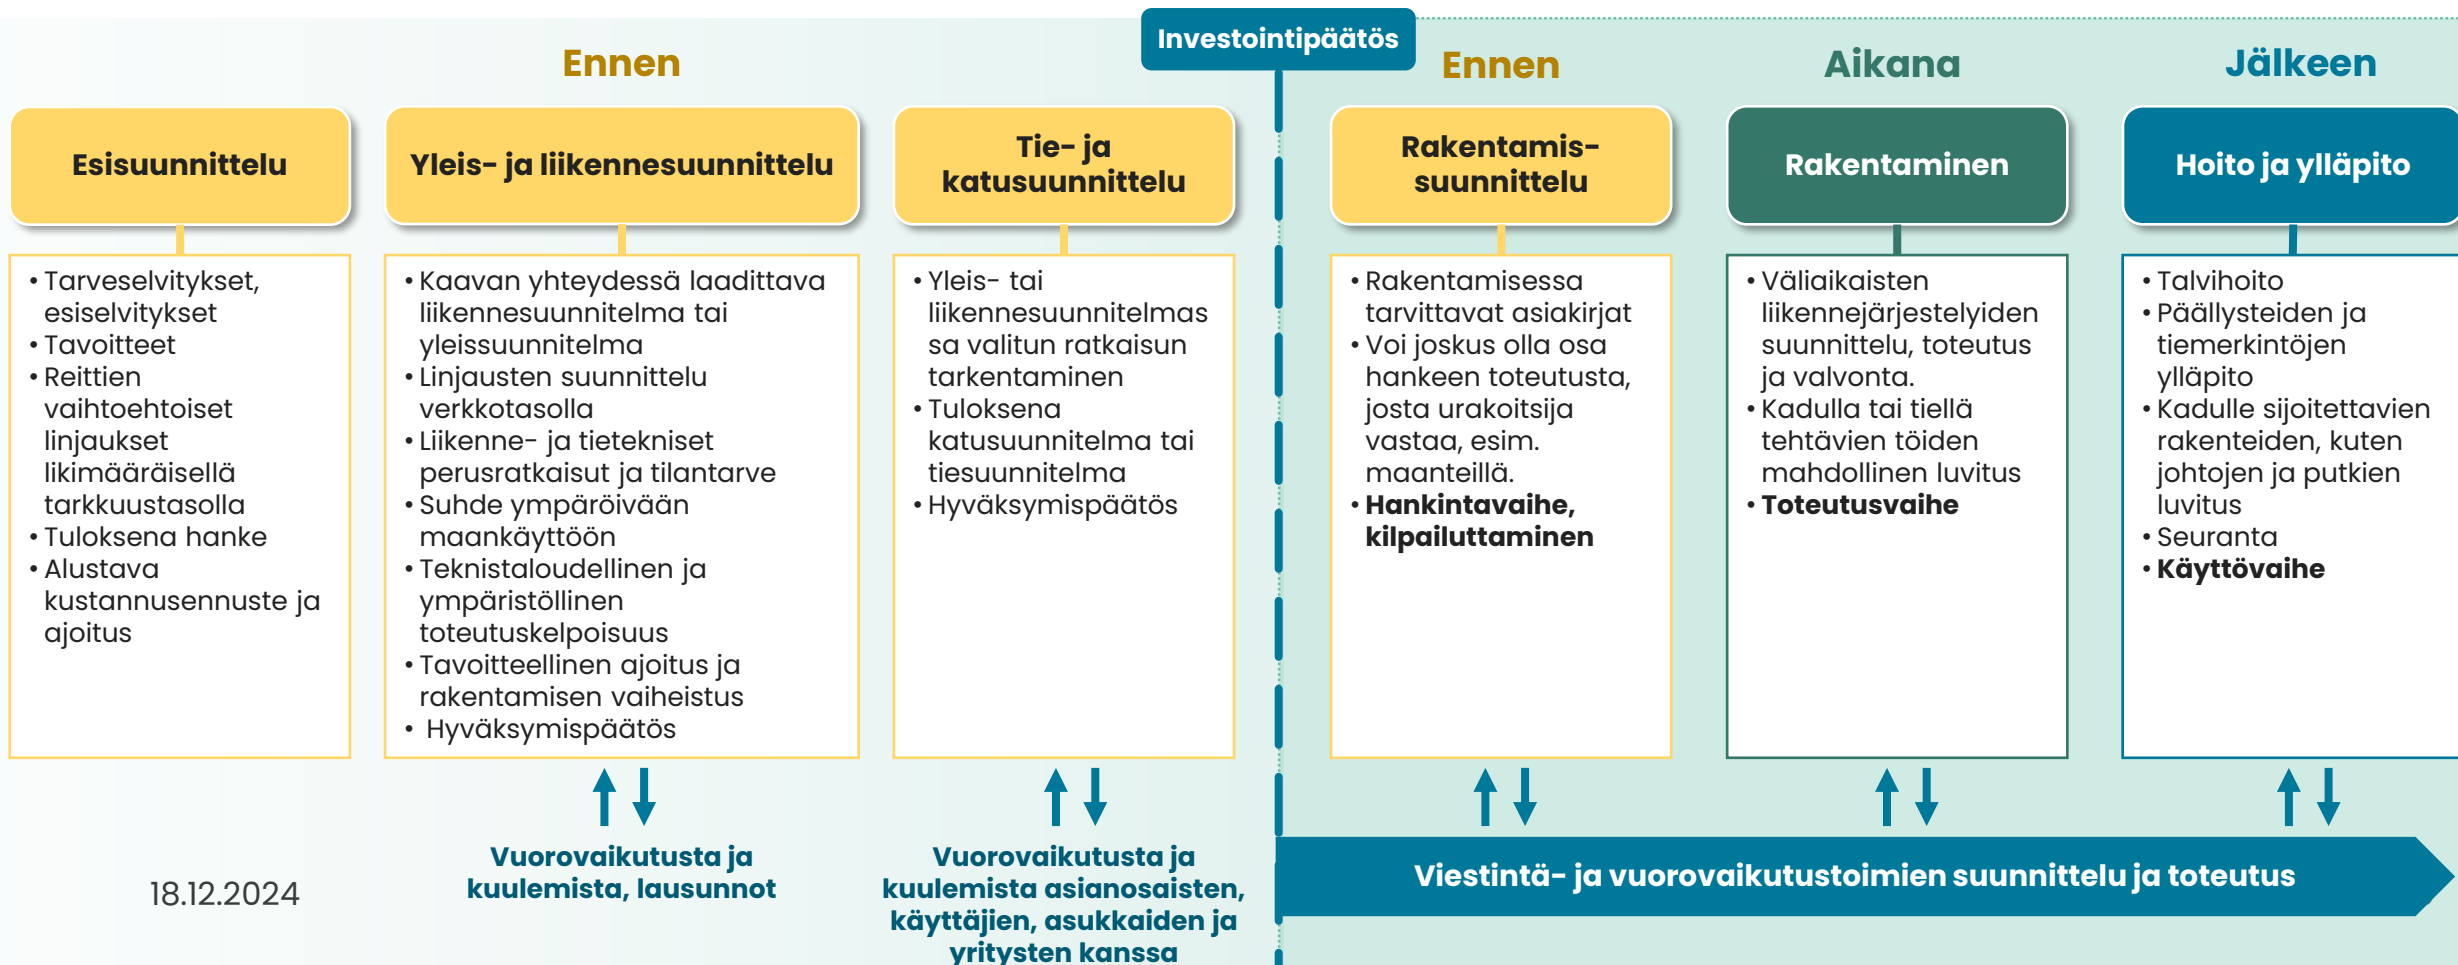 Investointipäätös
Ennen
Ennen
Aikana
Jälkeen
Esisuunnittelu
• Tarveselvitykset,
esiselvitykset
• Tavoitteet
• Reittien
vaihtoehtoiset
linjaukset
likimääräisellä
tarkkuustasolla
• Tuloksena hanke
• Alustava
kustannusennuste ja
ajoitus
Yleis- ja liikennesuunnittelu
• Kaavan yhteydessä laadittava
liikennesuunnitelma tai
yleissuunnitelma
• Linjausten suunnittelu
verkkotasolla
• Liikenne- ja tietekniset
perusratkaisut ja tilantarve
• Suhde ympäröivään
maankäyttöön
• Teknistaloudellinen ja
ympäristöllinen
toteutuskelpoisuus
• Tavoitteellinen ajoitus ja
rakentamisen vaiheistus
• Hyväksymispäätös
Vuorovaikutusta ja
kuulemista, lausunnot
Tie- ja
katusuunnittelu
• Yleis- tai
liikennesuunnitelmas
sa valitun ratkaisun
tarkentaminen
• Tuloksena
katusuunnitelma tai
tiesuunnitelma
• Hyväksymispäätös
Vuorovaikutusta ja
kuulemista asianosaisten,
käyttäjien, asukkaiden ja
yritysten kanssa
Rakentamis-
suunnittelu
• Rakentamisessa
tarvittavat asiakirjat
• Voi joskus olla osa
hankeen toteutusta,
josta urakoitsija
vastaa, esim.
maanteillä.
• Hankintavaihe,
kilpailuttaminen
Rakentaminen
• Väliaikaisten
liikennejärjestelyiden
suunnittelu, toteutus
ja valvonta.
• Kadulla tai tiellä
tehtävien töiden
mahdollinen luvitus
• Toteutusvaihe
Hoito ja ylläpito
• Talvihoito
• Päällysteiden ja
tiemerkintöjen
ylläpito
• Kadulle sijoitettavien
rakenteiden, kuten
johtojen ja putkien
luvitus
• Seuranta
• Käyttövaihe
Viestintä- ja vuorovaikutustoimien suunnittelu ja toteutus
18.12.2024